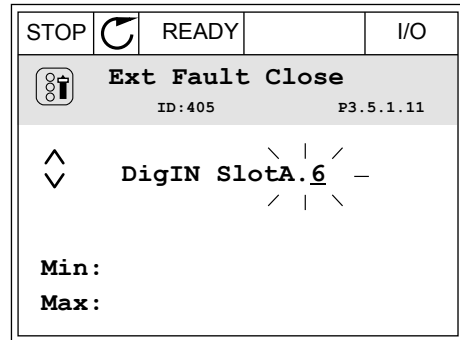 STOP READY I/O
Ext Fault Close
ID:405 P3.5.1.11
DigIN SlotA.6
Min:
Max: